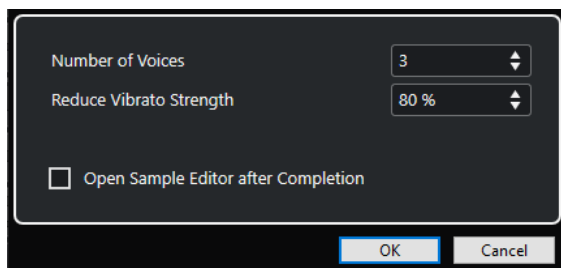 Number of Voices 3
Reduce Vibrato Strength 80 %
Open Sample Editor after Completion
OK Cancel